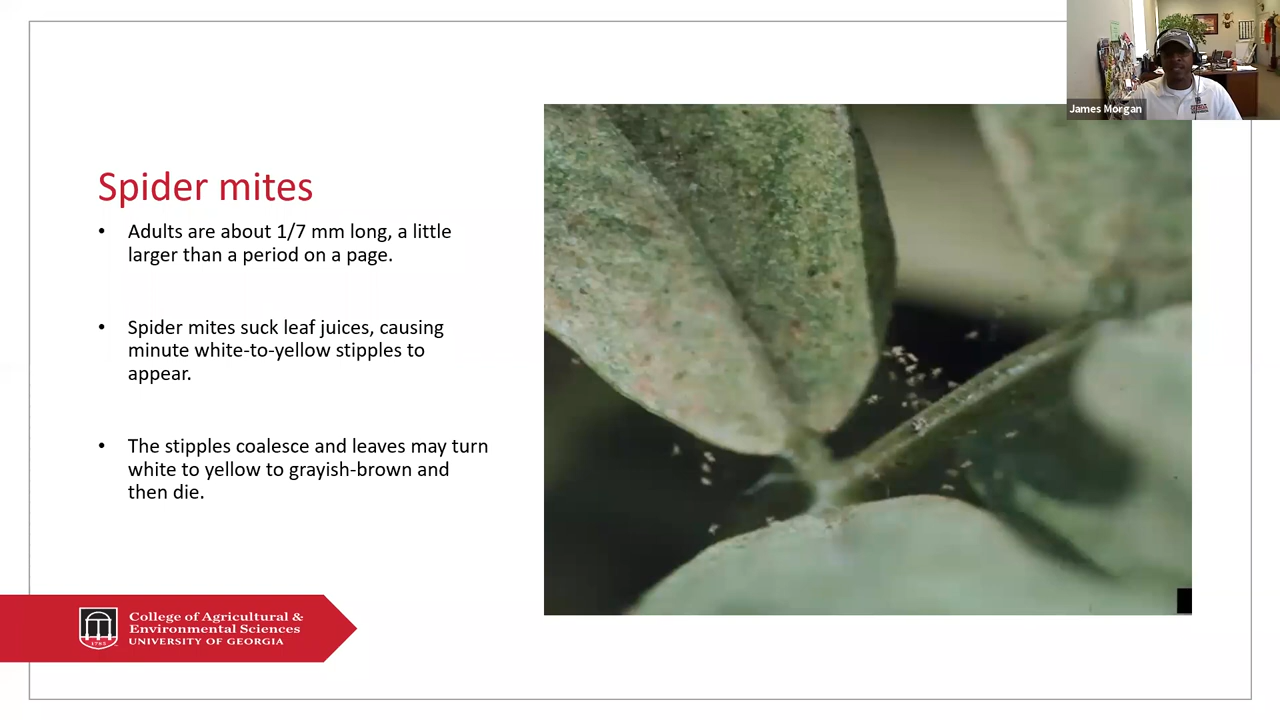 James Morgan
Spider mites
• Adults are about 1/7 mm long, a little
larger than a period on a page.
• Spider mites suck leaf juices, causing
minute white-to-yellow stipples to
appear.
• The stipples coalesce and leaves may turn
white to yellow to grayish-brown and
then die.
College of Agricultural &
Environmental Sciences
UNIVERSITY OF GEORGIA
1785